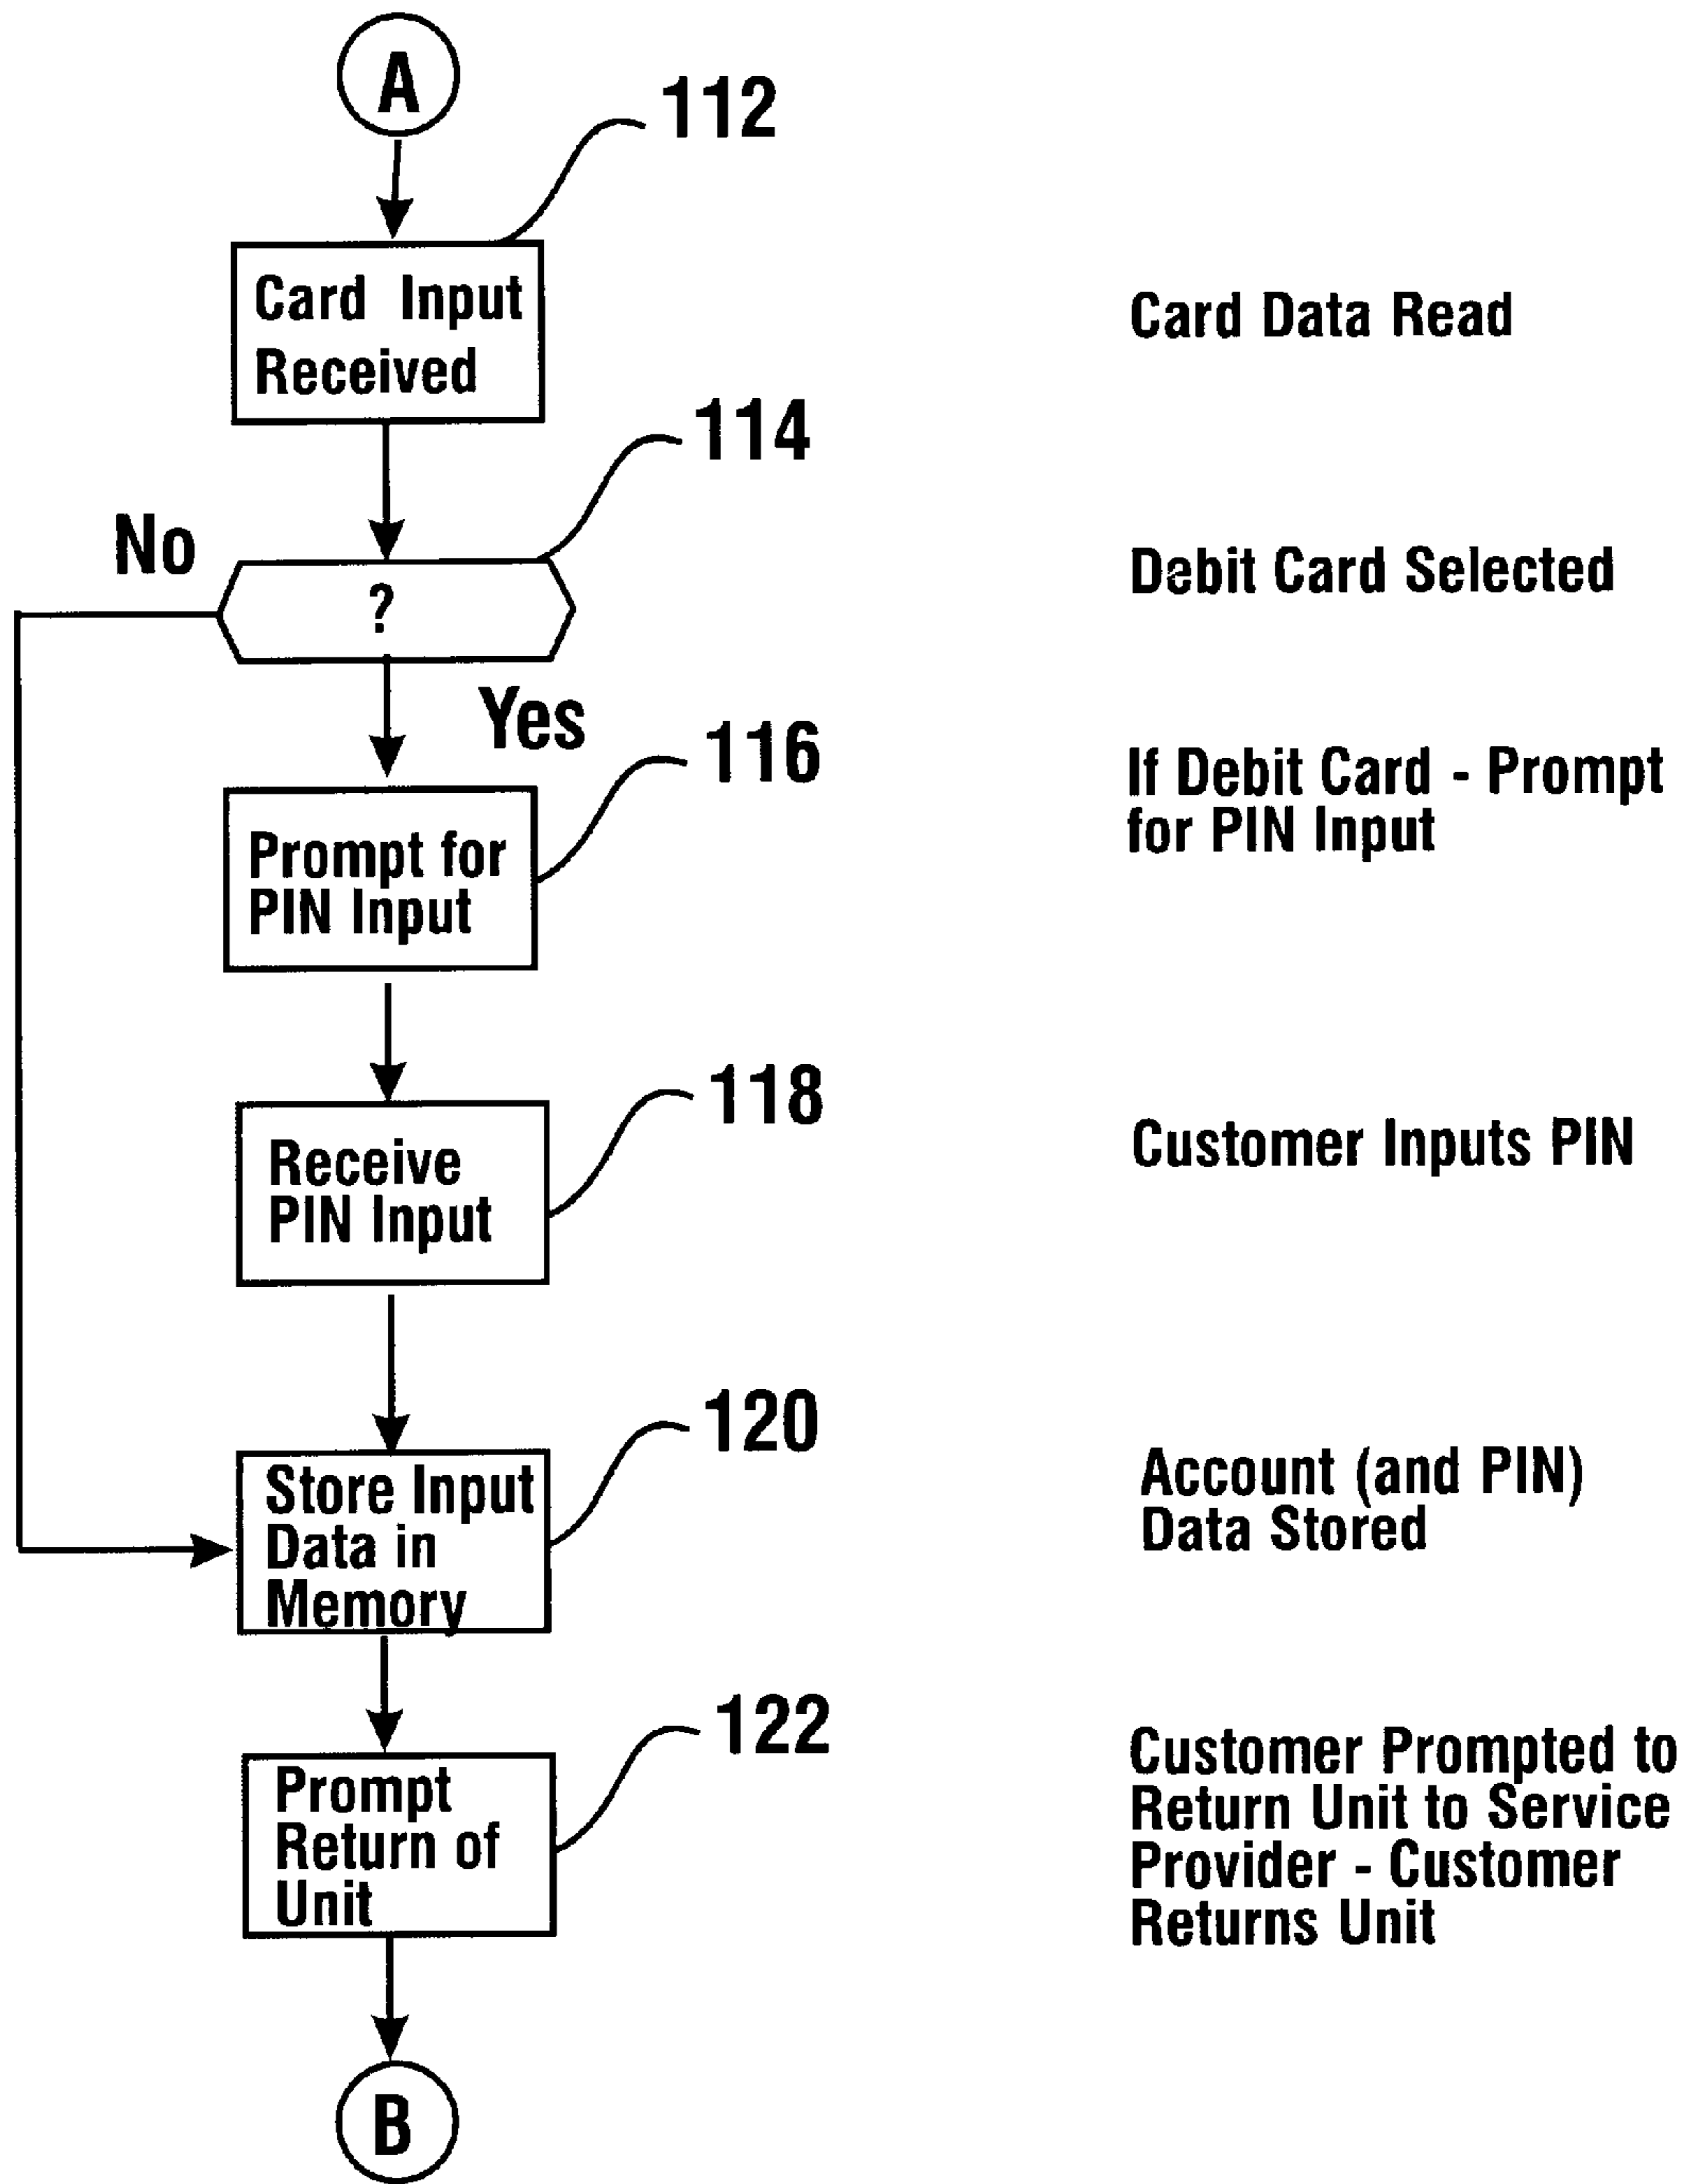 A
112
Card Input
Received
Card Data Read
114
No
?
Debit Card Selected
Yes
116
Prompt for
PIN Input
If Debit Card - Prompt
for PIN Input
118
Receive
PIN Input
Customer Inputs PIN
120
Store Input
Data in
Memory
Account (and PIN)
Data Stored
122
Prompt
Return of
Unit
Customer Prompted to
Return Unit to Service
Provider - Customer
Returns Unit
B